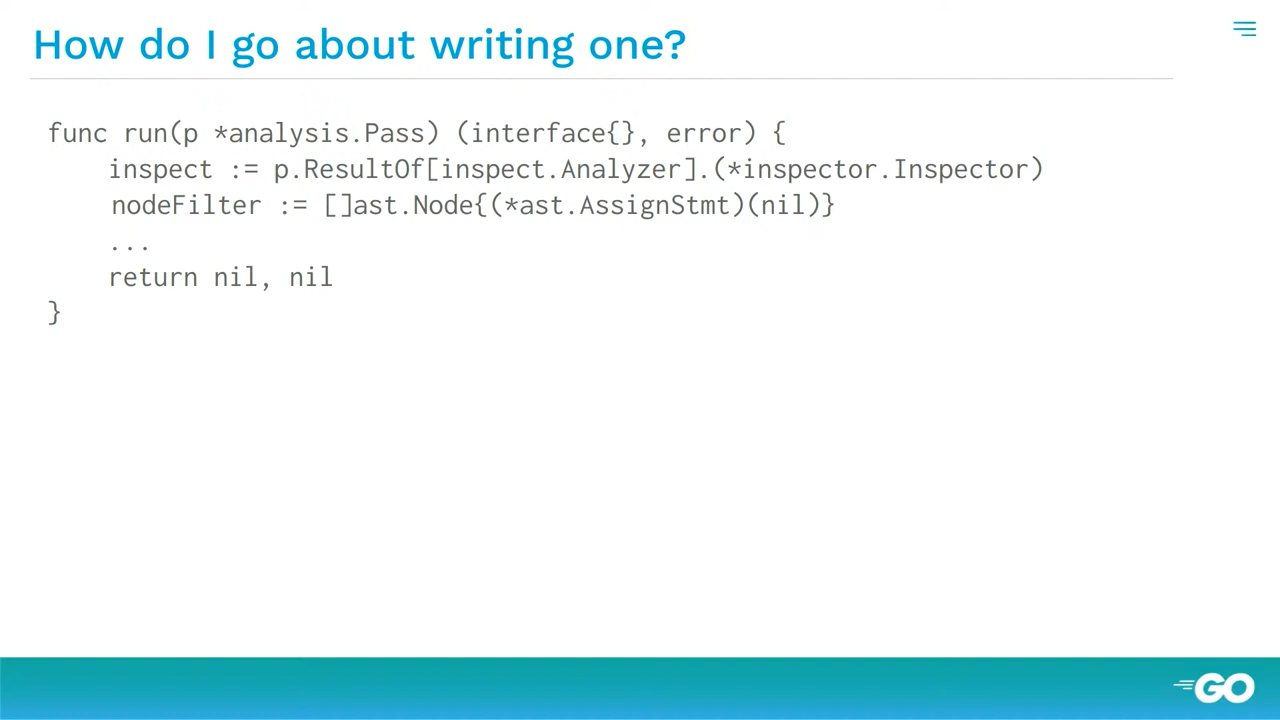 How do I go about writing one?
func run(p *analysis.Pass) (interface{}, error) {
    inspect := p.ResultOf[inspect.Analyzer].(*inspector.Inspector)
    nodeFilter := []ast.Node{(*ast.AssignStmt)(nil)}
    ...
    return nil, nil
}
GO